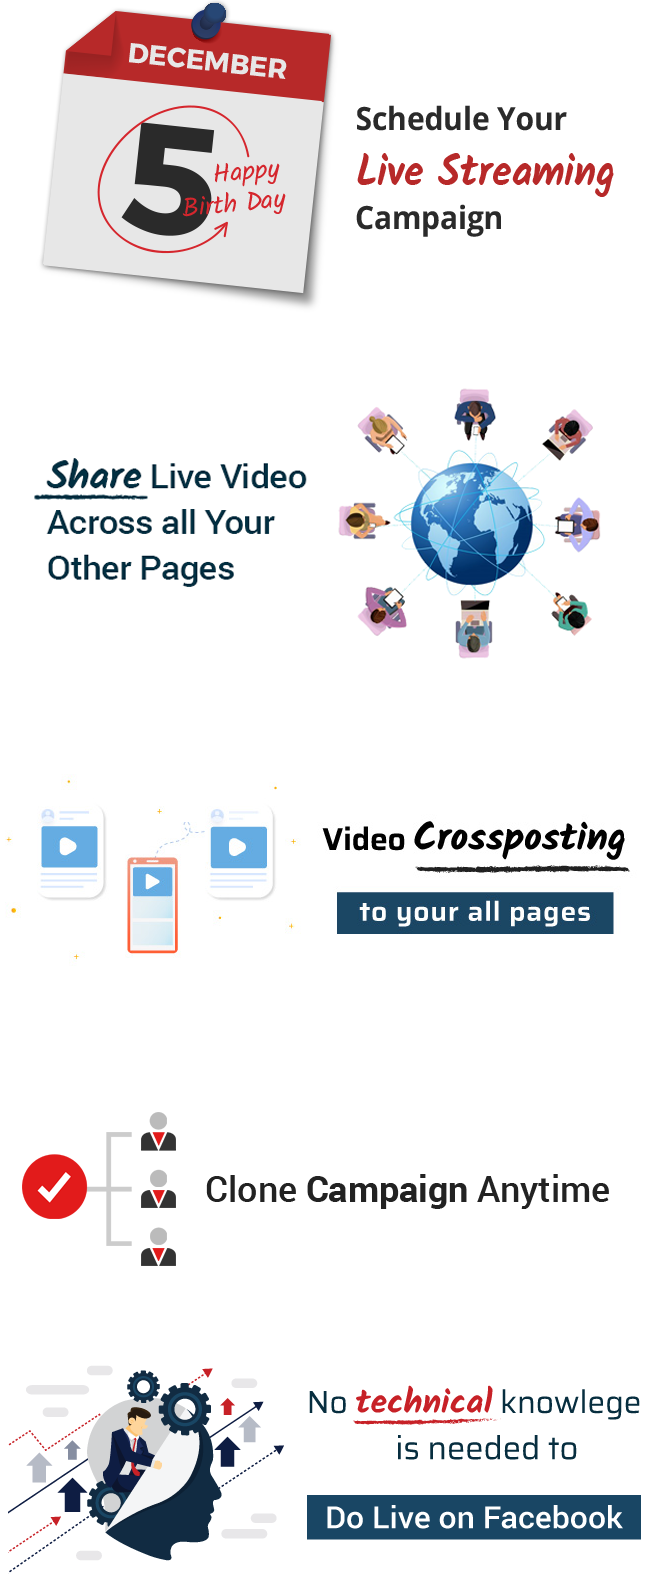 DECEMBER
5
Happy
Birth Day
Schedule Your
Live Streaming
Campaign
Share Live Video
Across all Your
Other Pages
Video Crossposting
to your all pages
Clone Campaign Anytime
No technical knowlege
is needed to
Do Live on Facebook